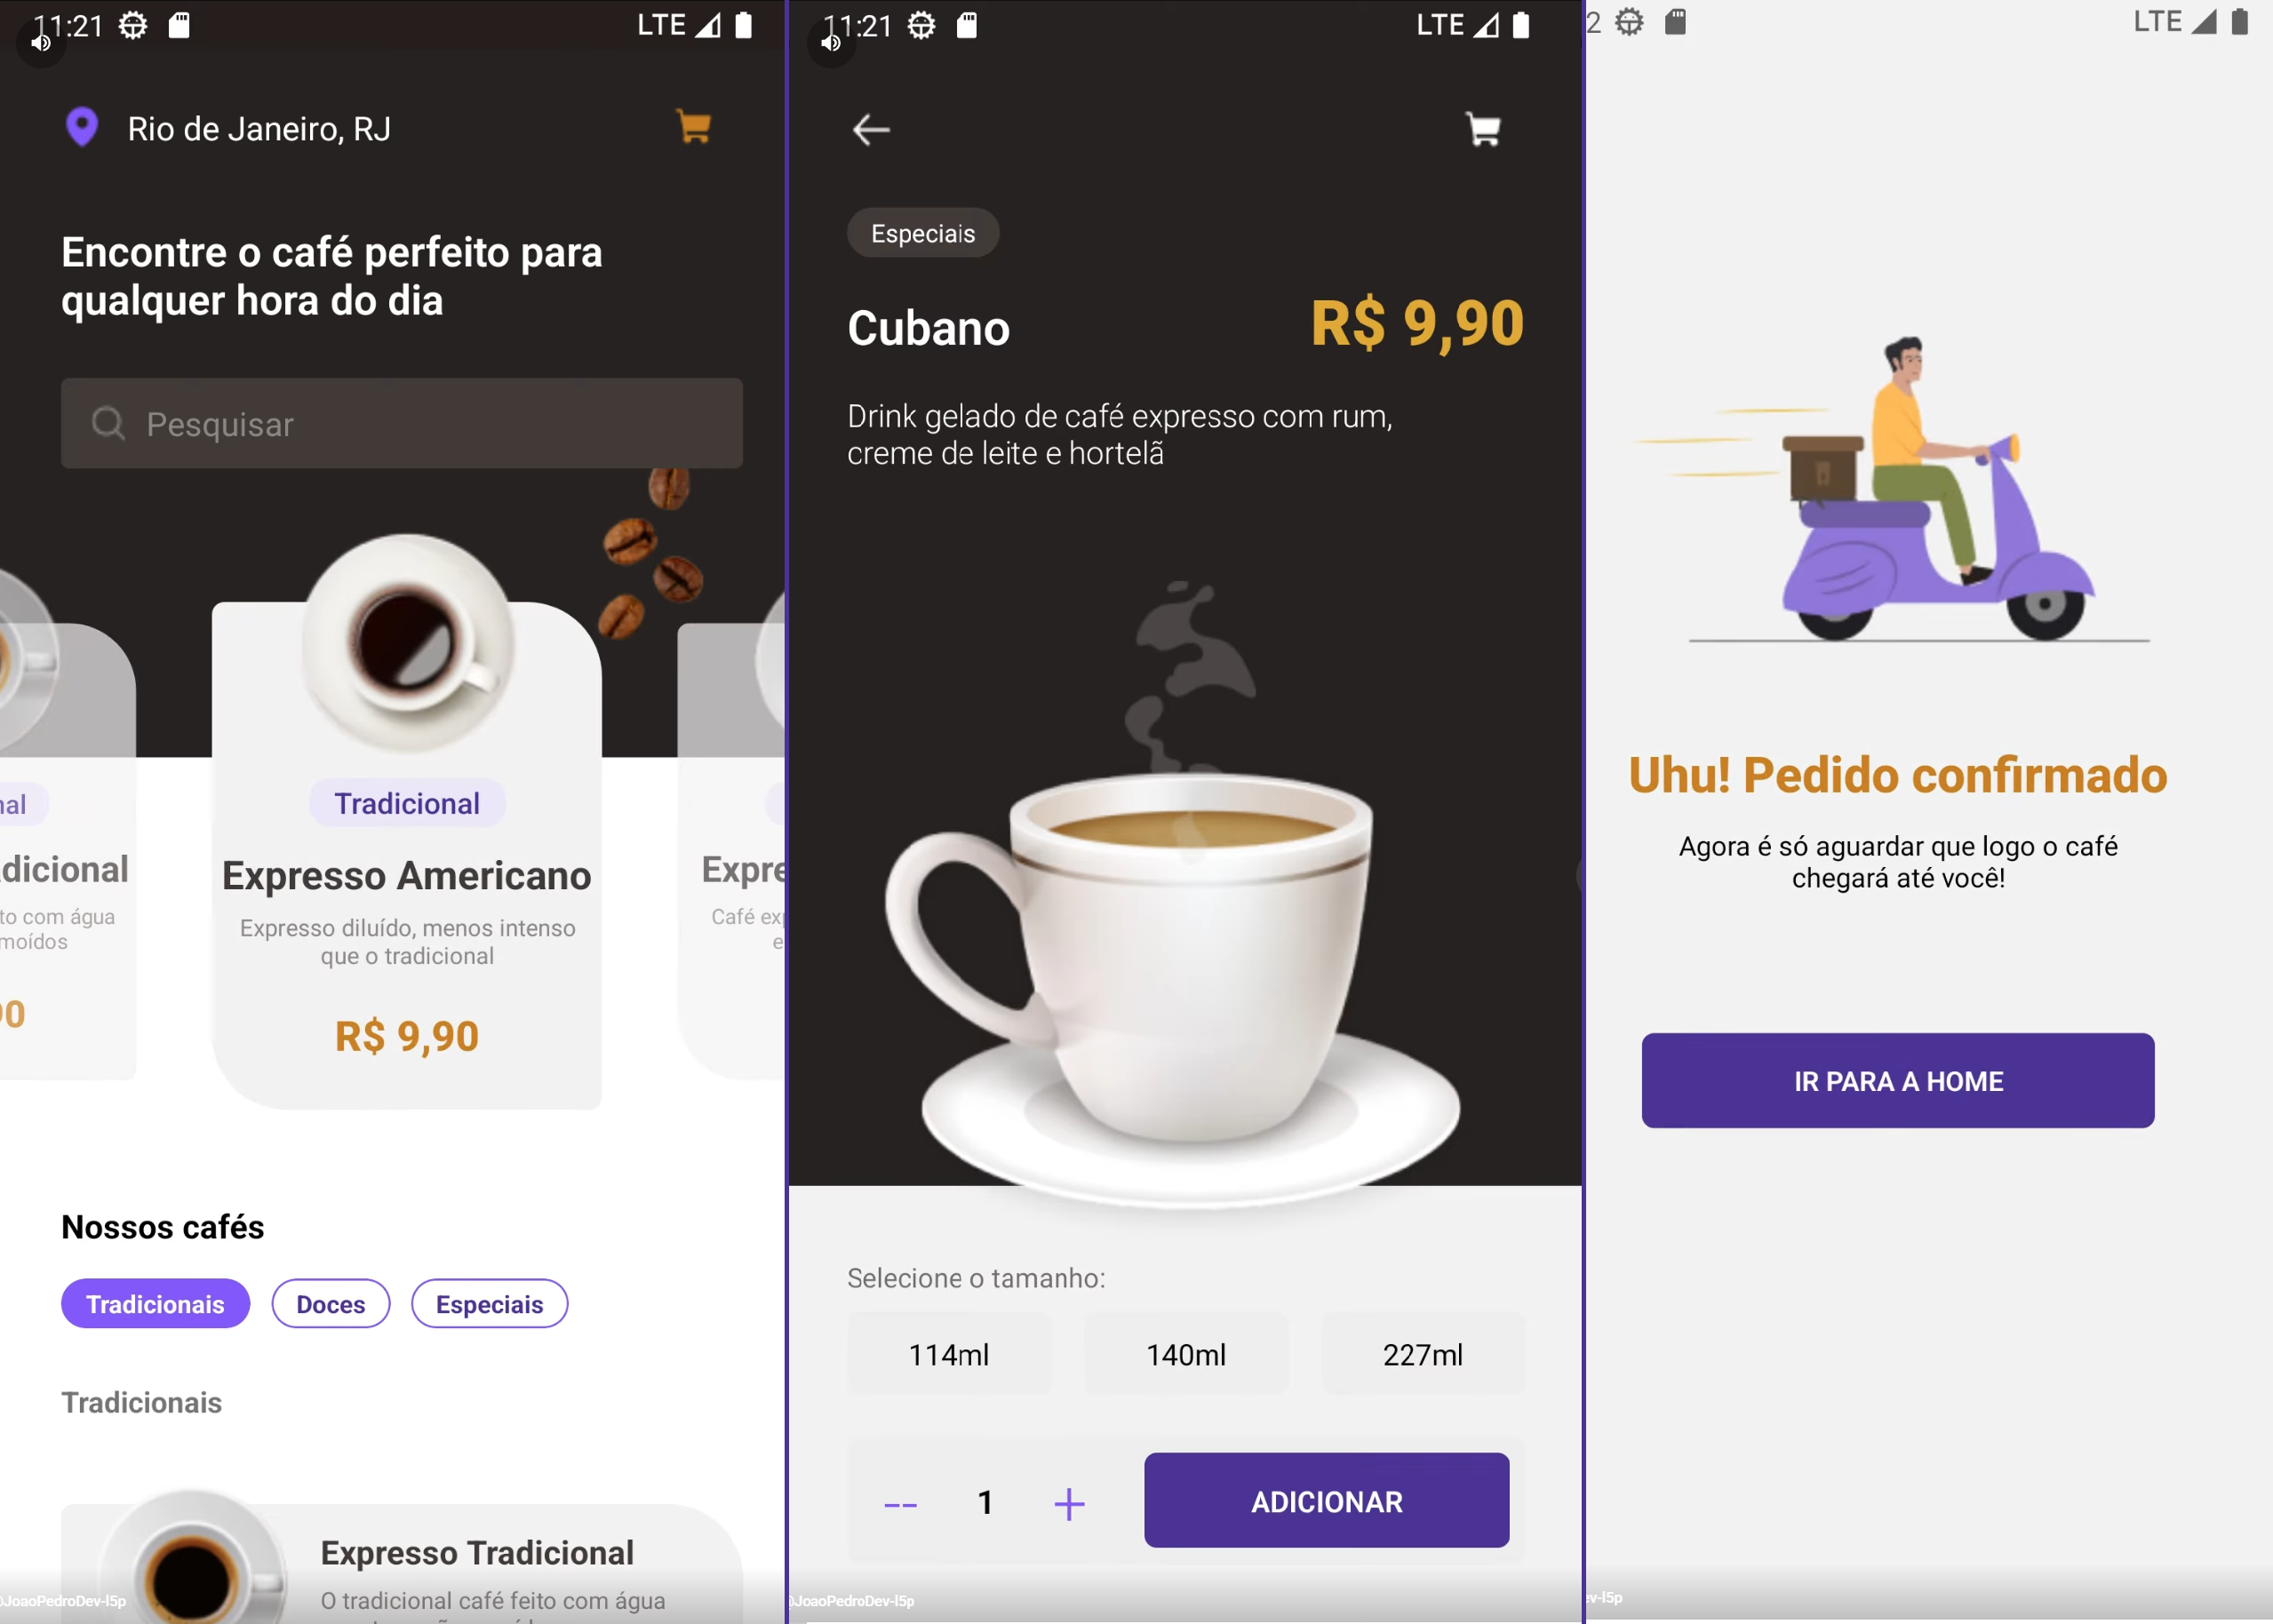 11:21
LTE
Rio de Janeiro, RJ
Encontre o café perfeito para
qualquer hora do dia
Pesquisar
Tradicional
Expresso Americano
Expresso diluído, menos intenso
que o tradicional
R$ 9,90
nal
dicional
to com água
moídos
90
Expre
Café ex
e
Nossos cafés
Tradicionais
Doces
Especiais
Tradicionais
Expresso Tradicional
O tradicional café feito com água
@JoaoPedroDev-l5p
11:21
LTE
Especiais
Cubano
R$ 9,90
Drink gelado de café expresso com rum,
creme de leite e hortelã
Selecione o tamanho:
114ml
140ml
227ml
-- 1 +
ADICIONAR
@JoaoPedroDev-l5p
2
LTE
Uhu! Pedido confirmado
Agora é só aguardar que logo o café
chegará até você!
IR PARA A HOME
ev-l5p